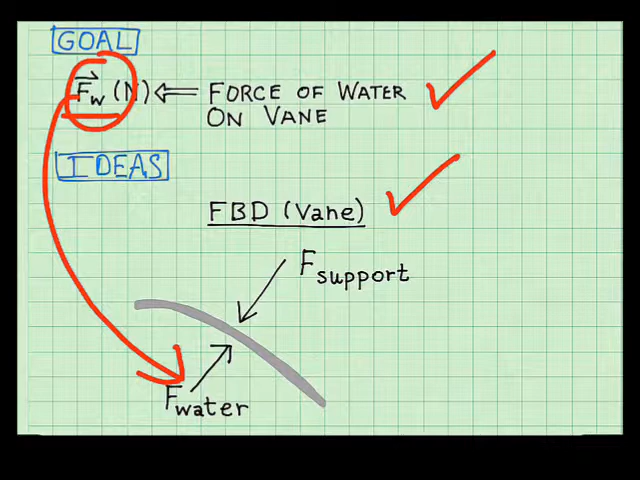 GOAL
F⃗w (N) ⇐ FORCE OF WATER
ON VANE
IDEAS
FBD (Vane)
Fsupport
Fwater